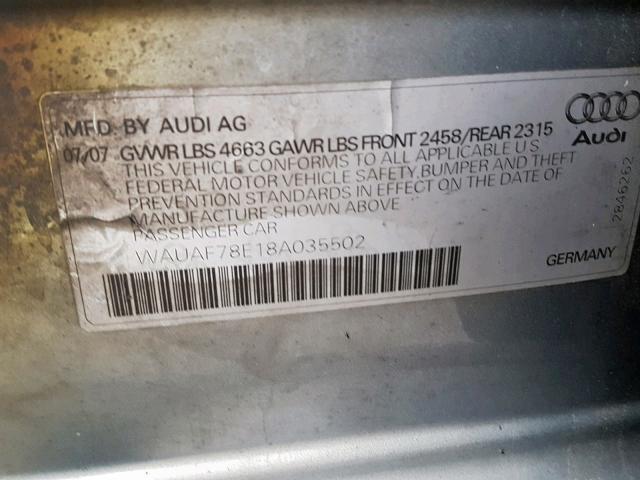 MFD. BY AUDI AG
07/07 GVWR LBS 4663 GAWR LBS FRONT 2458/REAR 2315
THIS VEHICLE CONFORMS TO ALL APPLICABLE U S
FEDERAL MOTOR VEHICLE SAFETY, BUMPER AND THEFT
PREVENTION STANDARDS IN EFFECT ON THE DATE OF
MANUFACTURE SHOWN ABOVE
PASSENGER CAR
WAUAF78E18A035502
Audi
2846262
GERMANY